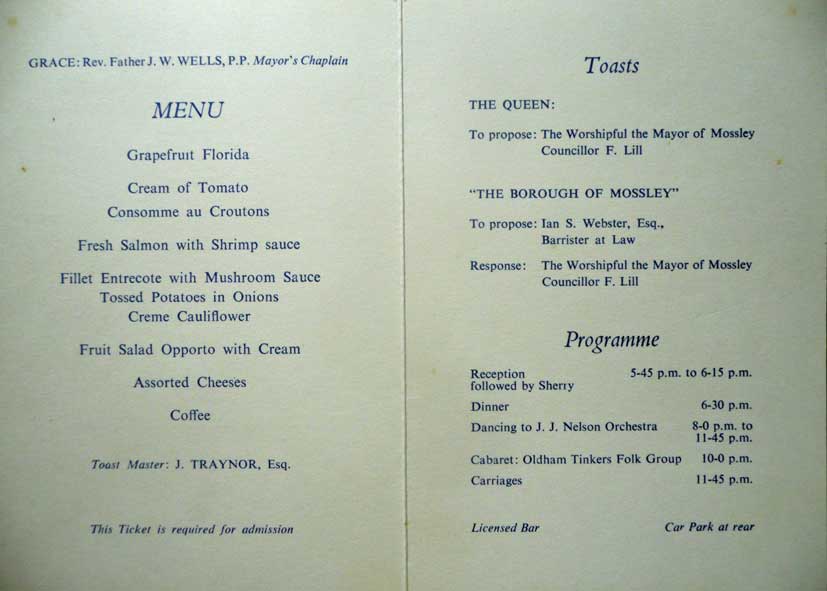 GRACE: Rev. Father J. W. WELLS, P.P. Mayor's Chaplain
MENU
Grapefruit Florida
Cream of Tomato
Consomme au Croutons
Fresh Salmon with Shrimp sauce
Fillet Entrecote with Mushroom Sauce
Tossed Potatoes in Onions
Creme Cauliflower
Fruit Salad Opporto with Cream
Assorted Cheeses
Coffee
Toast Master: J. TRAYNOR, Esq.
This Ticket is required for admission
Toasts
THE QUEEN:
To propose: The Worshipful the Mayor of Mossley
Councillor F. Lill
"THE BOROUGH OF MOSSLEY"
To propose: Ian S. Webster, Esq.,
Barrister at Law
Response: The Worshipful the Mayor of Mossley
Councillor F. Lill
Programme
Reception 5-45 p.m. to 6-15 p.m.
followed by Sherry
Dinner 6-30 p.m.
Dancing to J. J. Nelson Orchestra 8-0 p.m. to
11-45 p.m.
Cabaret: Oldham Tinkers Folk Group 10-0 p.m.
Carriages 11-45 p.m.
Licensed Bar Car Park at rear